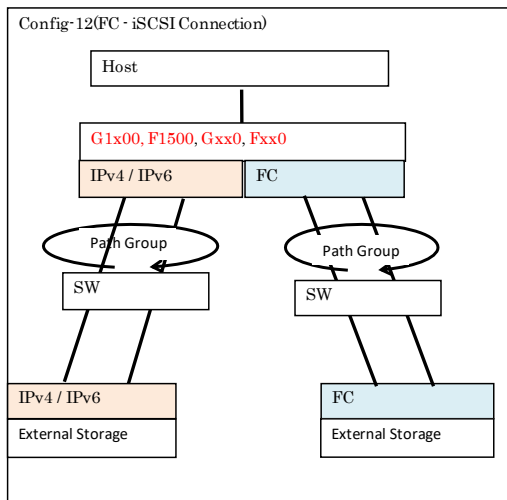 Config-12(FC - iSCSI Connection)
Host
G1x00, F1500, Gxx0, Fxx0
IPv4 / IPv6 FC
Path Group Path Group
SW SW
IPv4 / IPv6 FC
External Storage External Storage